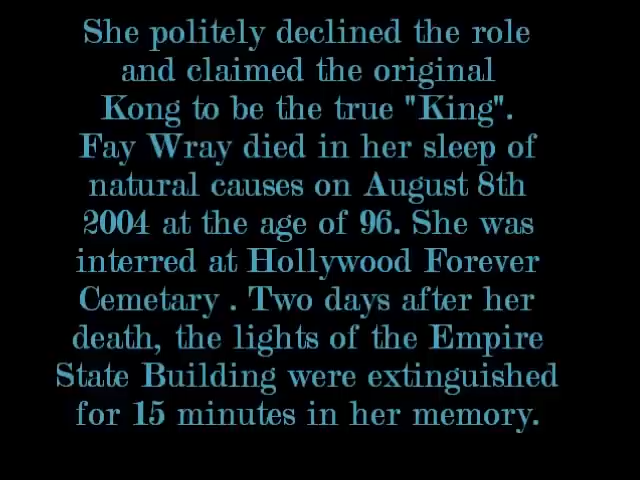 She politely declined the role
and claimed the original
Kong to be the true "King".
Fay Wray died in her sleep of
natural causes on August 8th
2004 at the age of 96. She was
interred at Hollywood Forever
Cemetary . Two days after her
death, the lights of the Empire
State Building were extinguished
for 15 minutes in her memory.